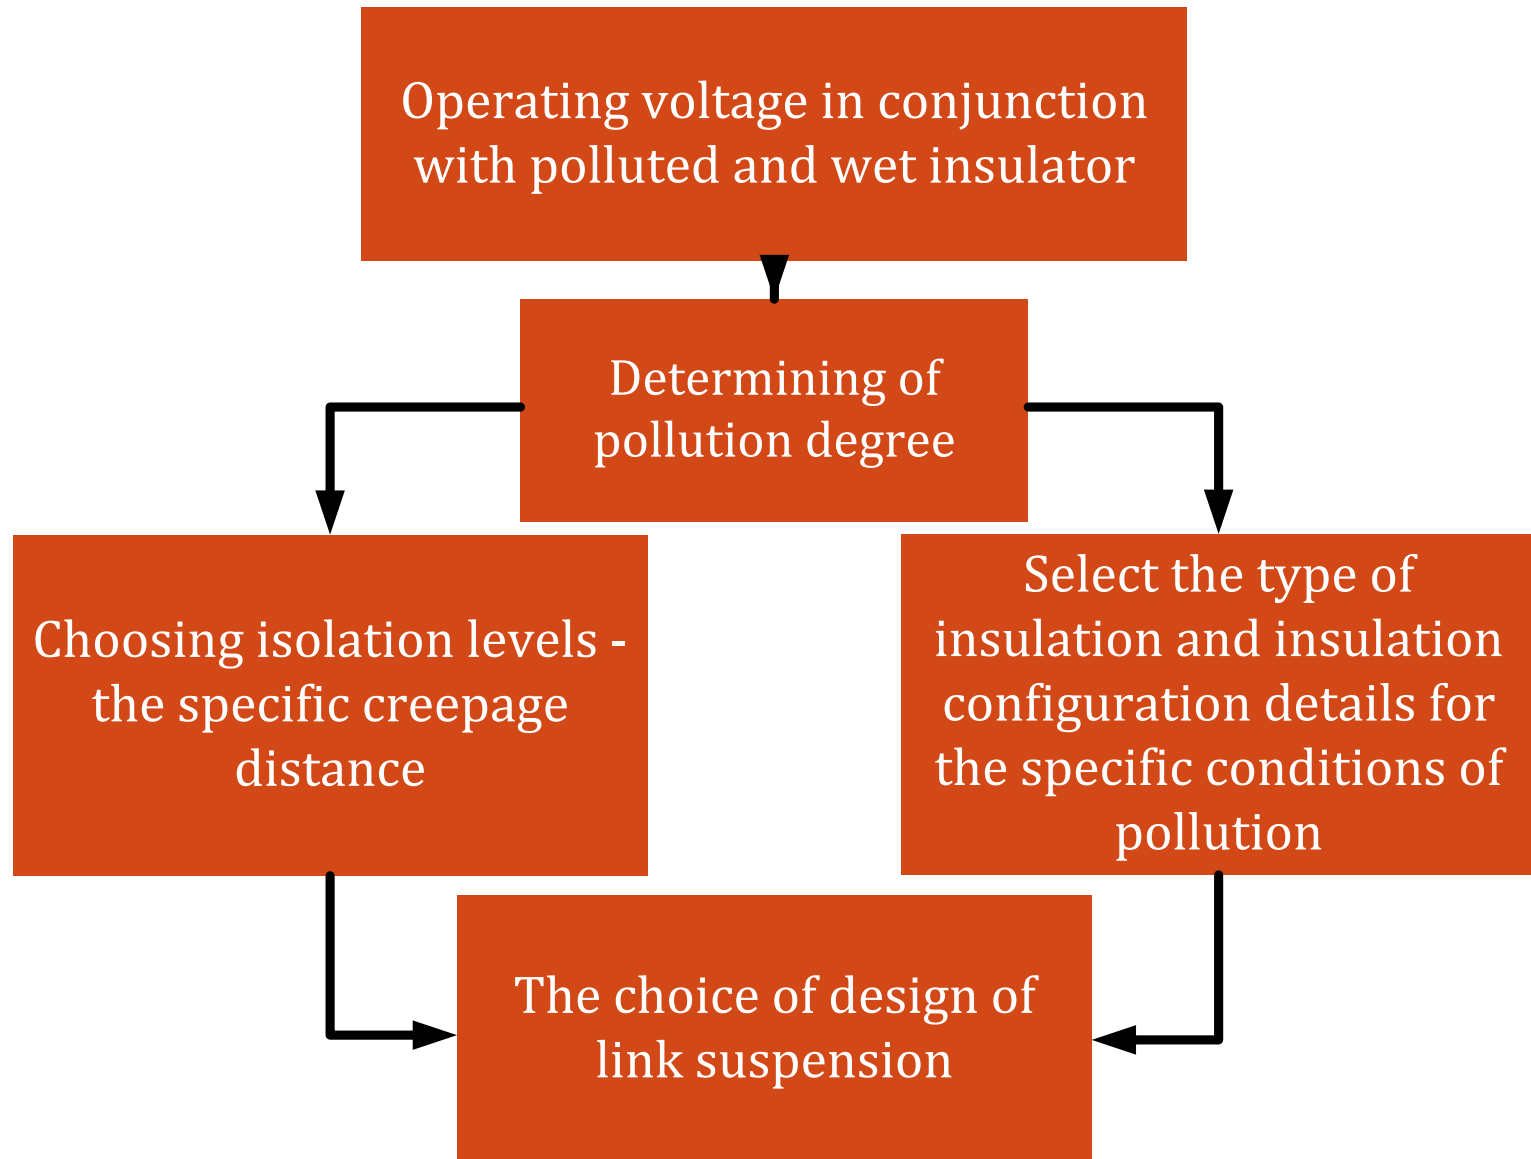 Operating voltage in conjunction
with polluted and wet insulator
Determining of
pollution degree
Choosing isolation levels -
the specific creepage
distance
Select the type of
insulation and insulation
configuration details for
the specific conditions of
pollution
The choice of design of
link suspension